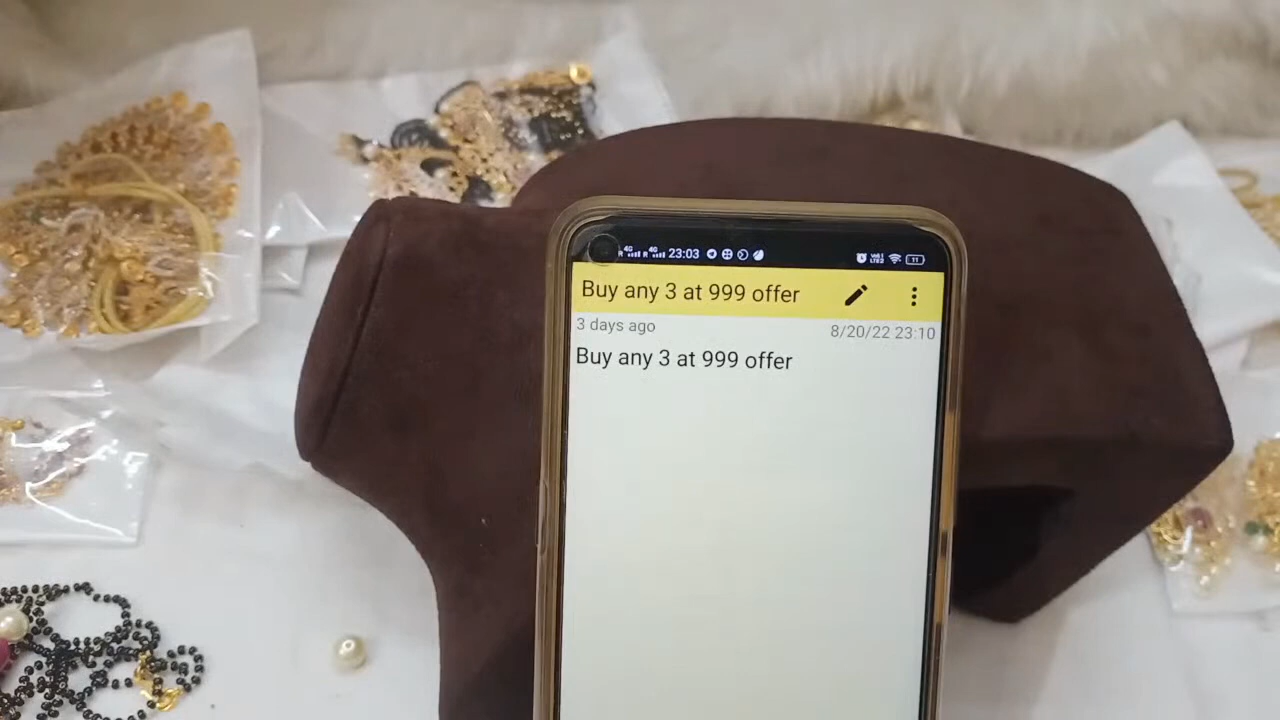 23:03
Buy any 3 at 999 offer
3 days ago 8/20/22 23:10
Buy any 3 at 999 offer